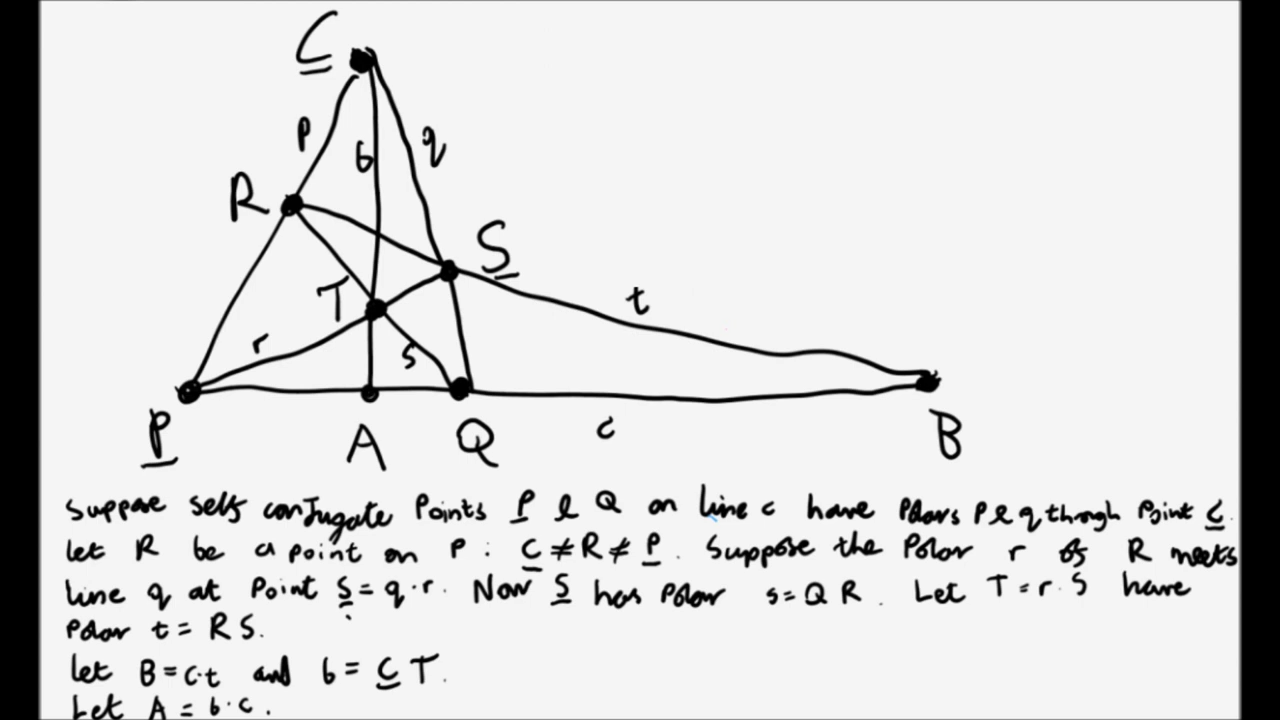 C
p
b
q
R
S
T
t
r
s
P
A
Q
c
B
Suppose self conjugate points P & Q on line c have Polars p & q through Point C.
Let R be a point on p : C ≠ R ≠ P. Suppose the Polar r of R meets
line q at Point S = q·r. Now S has Polar s = QR. Let T = r·S have
Polar t = RS.
Let B = c·t and b = CT.
Let A = b·c.